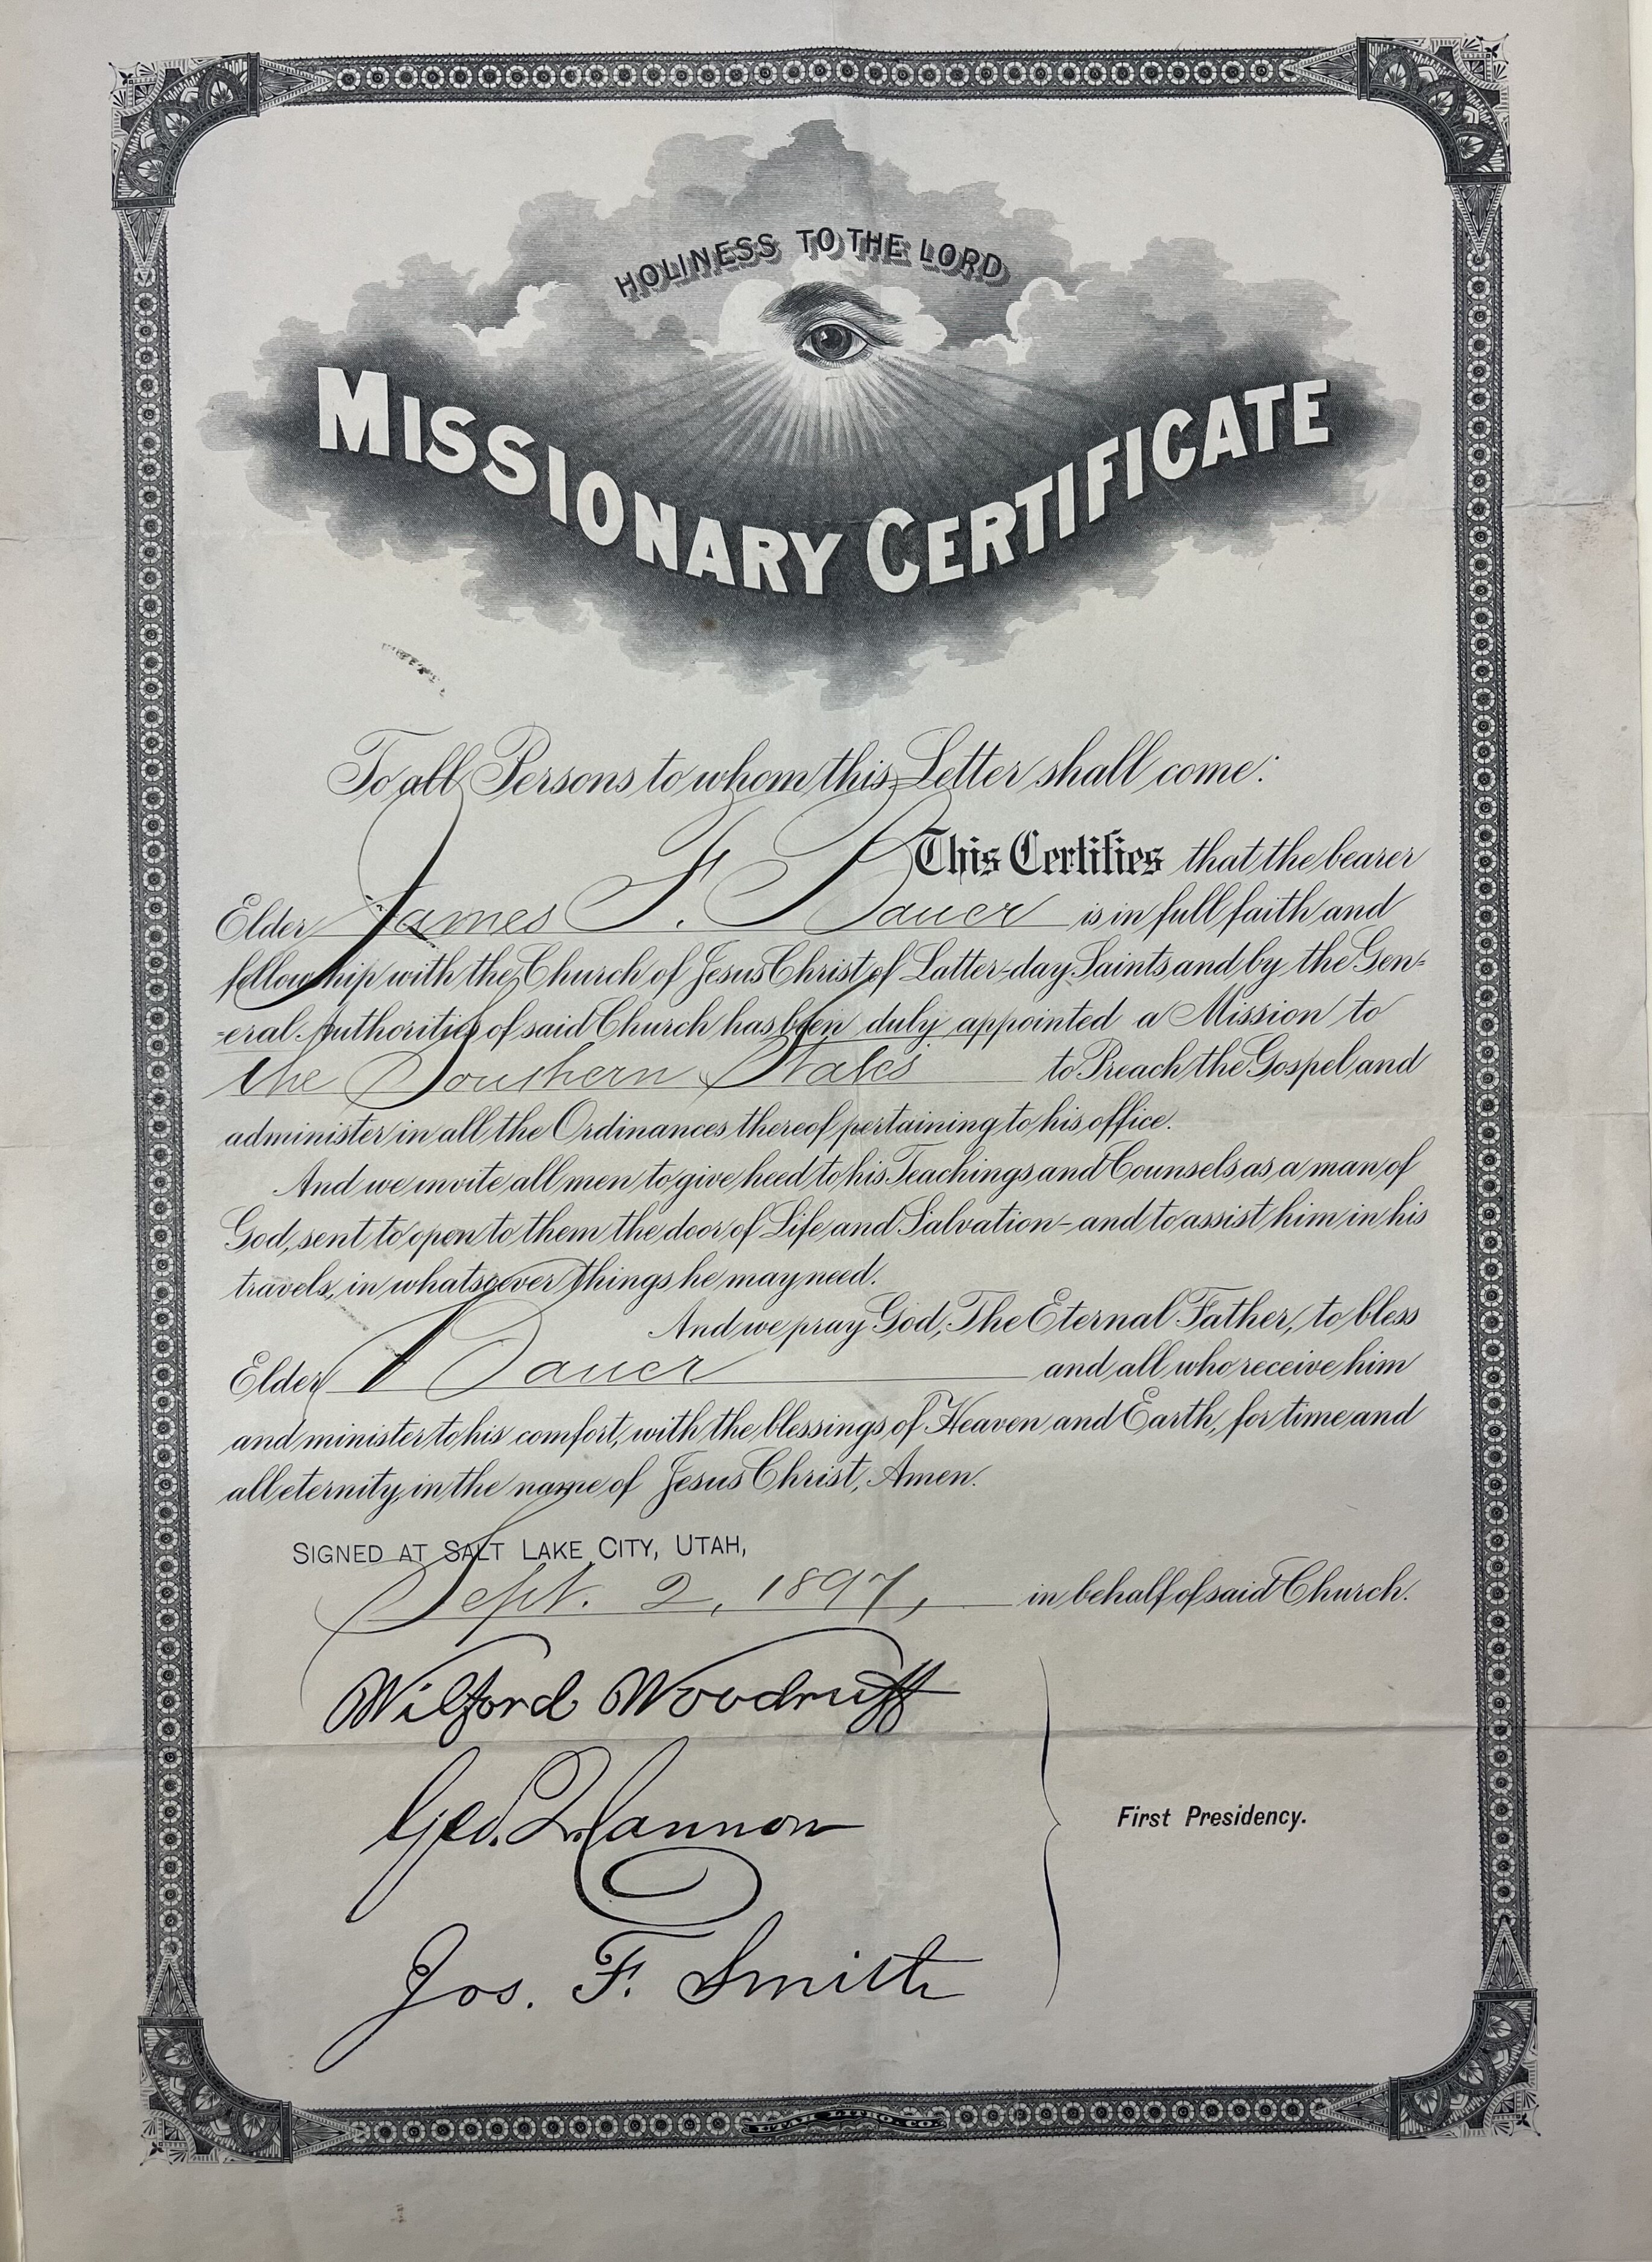 HOLINESS TO THE LORD
MISSIONARY CERTIFICATE
To all Persons to whom this Letter shall come:
This Certifies that the bearer
Elder James F. Bauer is in full faith and
fellowship with the Church of Jesus Christ of Latter-day Saints and by the Gen=
=eral Authorities of said Church has been duly appointed a Mission to
the Southern States to Preach the Gospel and
administer in all the Ordinances thereof pertaining to his office.
And we invite all men to give heed to his Teachings and Counsels as a man of
God, sent to open to them the door of Life and Salvation – and to assist him in his
travels, in whatsoever things he may need.
And we pray God, The Eternal Father, to bless
Elder Bauer and all who receive him
and minister to his comfort, with the blessings of Heaven and Earth, for time and
all eternity, in the name of Jesus Christ, Amen.
SIGNED AT SALT LAKE CITY, UTAH,
Sept. 2, 1897, in behalf of said Church.
Wilford Woodruff
Geo. Q. Cannon
First Presidency.
Jos. F. Smith
UTAH LITHO. CO.